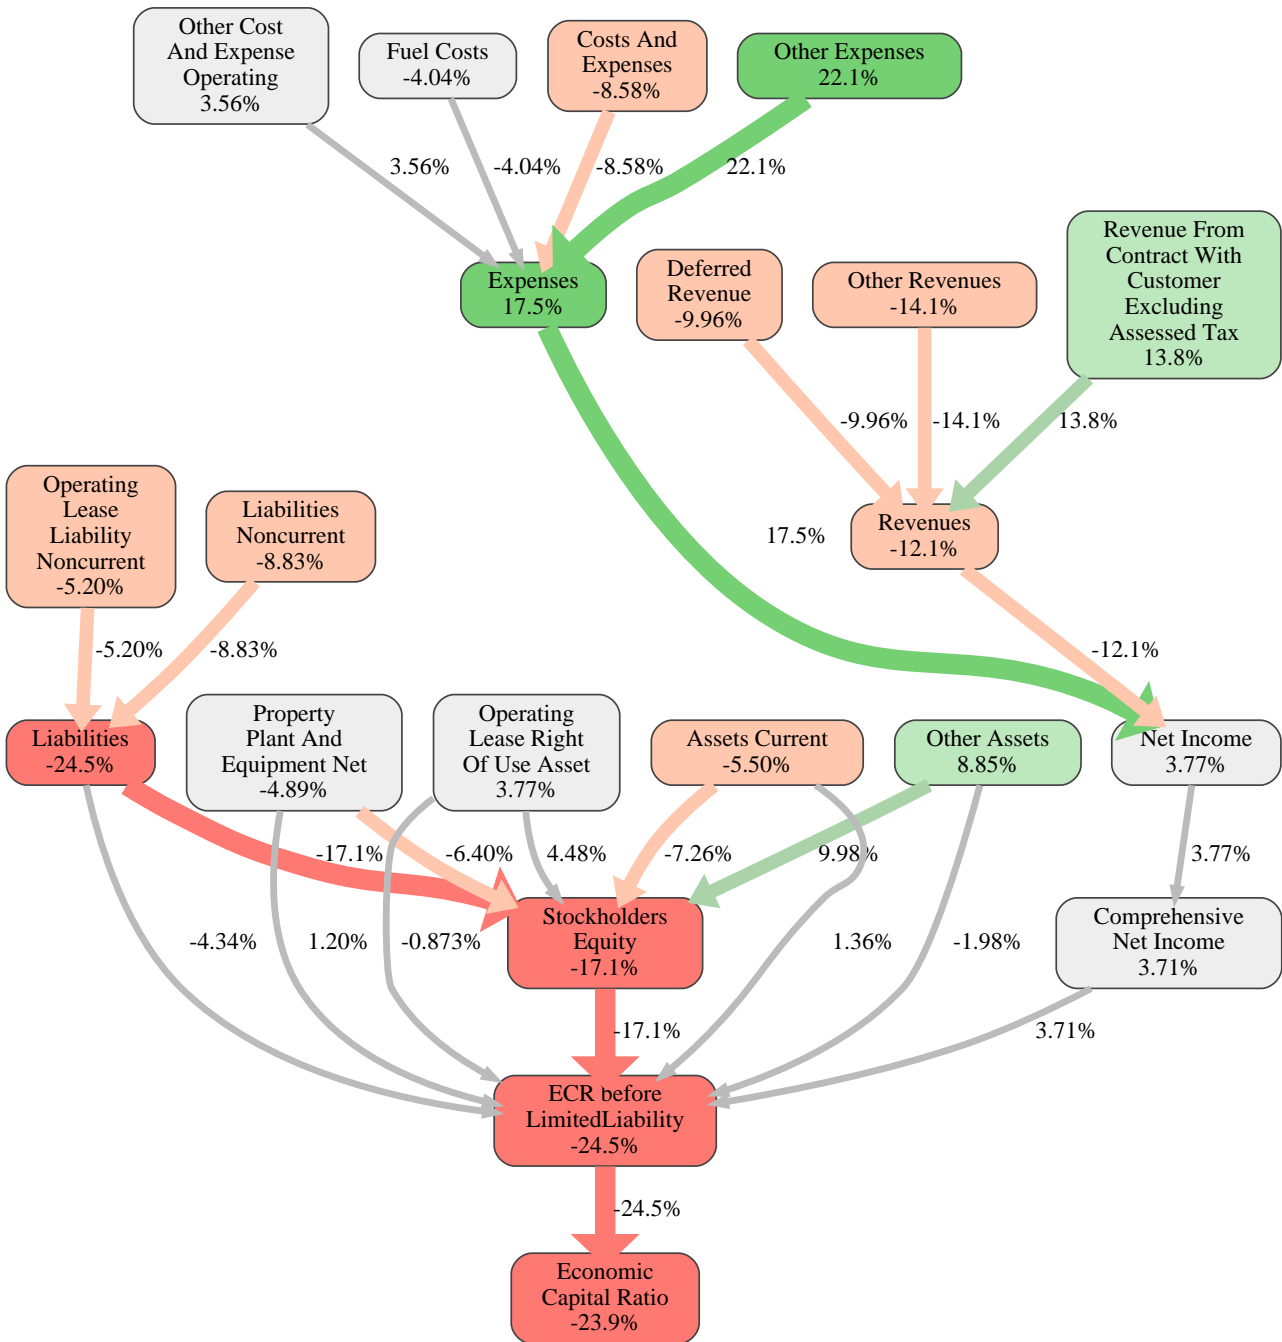 Other Cost
And Expense
Operating
3.56%
Fuel Costs
-4.04%
Costs And
Expenses
-8.58%
Other Expenses
22.1%
3.56%
-4.04%
-8.58%
22.1%
Expenses
17.5%
Deferred
Revenue
-9.96%
Other Revenues
-14.1%
Revenue From
Contract With
Customer
Excluding
Assessed Tax
13.8%
-9.96%
-14.1%
13.8%
Operating
Lease
Liability
Noncurrent
-5.20%
Liabilities
Noncurrent
-8.83%
17.5%
Revenues
-12.1%
-5.20%
-8.83%
-12.1%
Liabilities
-24.5%
Property
Plant And
Equipment Net
-4.89%
Operating
Lease Right
Of Use Asset
3.77%
Assets Current
-5.50%
Other Assets
8.85%
Net Income
3.77%
-17.1%
-6.40%
4.48%
-7.26%
9.98%
3.77%
-4.34%
1.20%
-0.873%
Stockholders
Equity
-17.1%
1.36%
-1.98%
Comprehensive
Net Income
3.71%
-17.1%
3.71%
ECR before
LimitedLiability
-24.5%
-24.5%
Economic
Capital Ratio
-23.9%